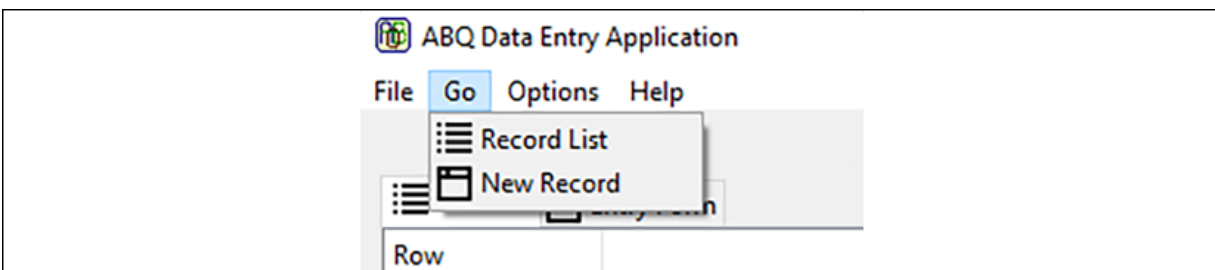 ABQ Data Entry Application
File Go Options Help
Record List
New Record
Row